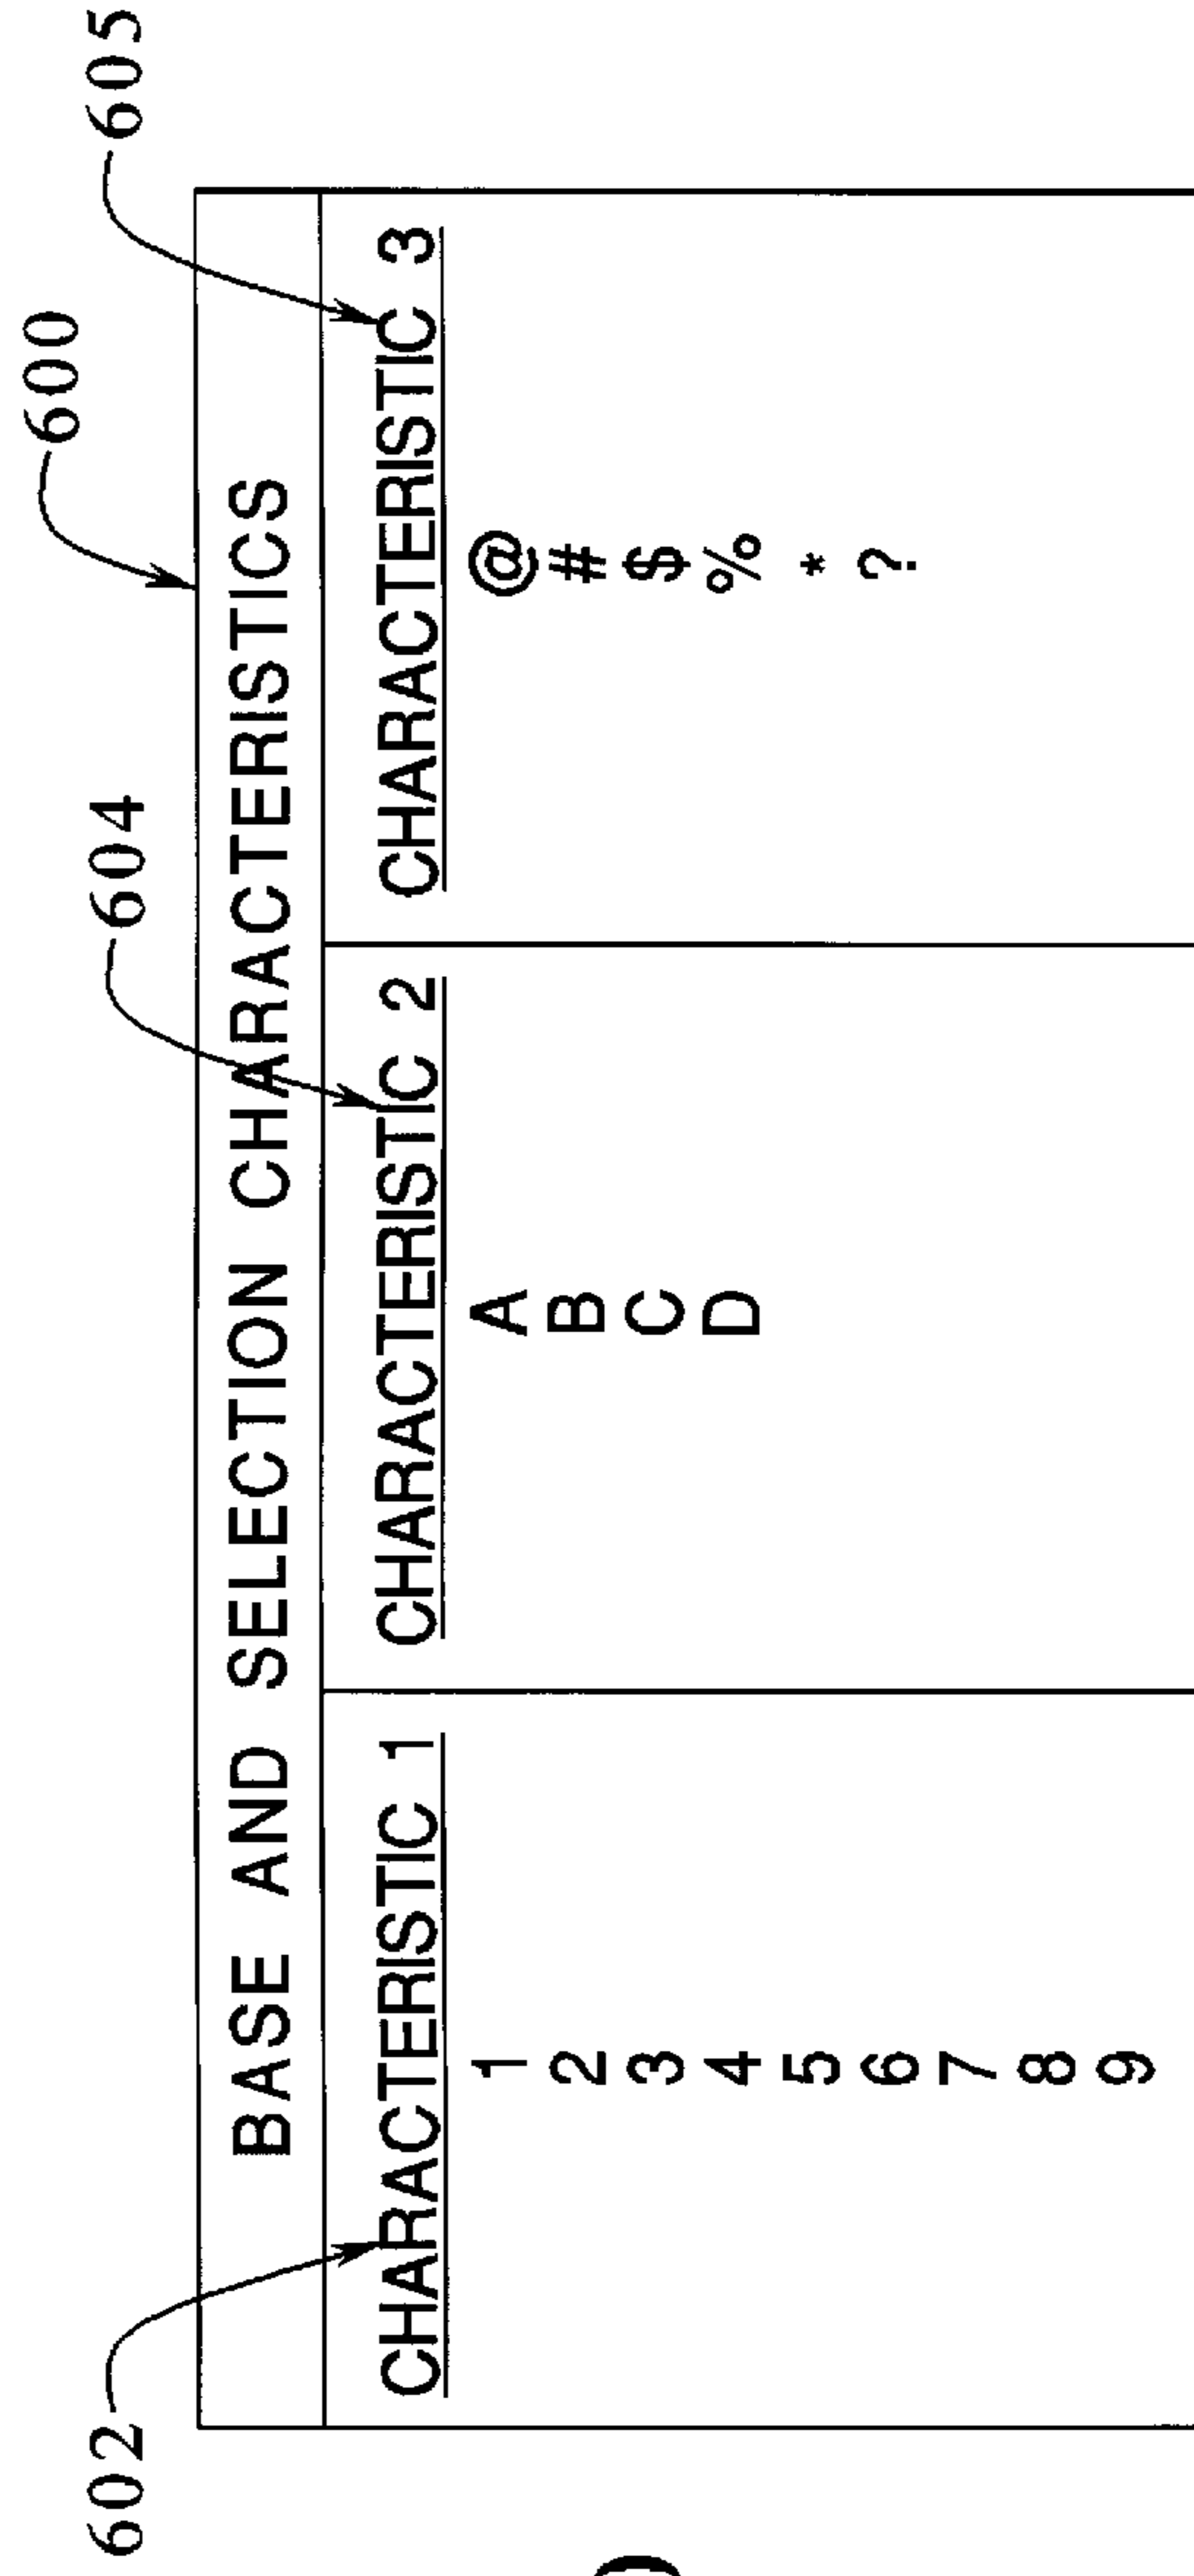 600
602 604 605
BASE AND SELECTION CHARACTERISTICS
CHARACTERISTIC 1 CHARACTERISTIC 2 CHARACTERISTIC 3
1 A @
2 B #
3 C $
4 D %
5 *
6 ?
7
8
9
)